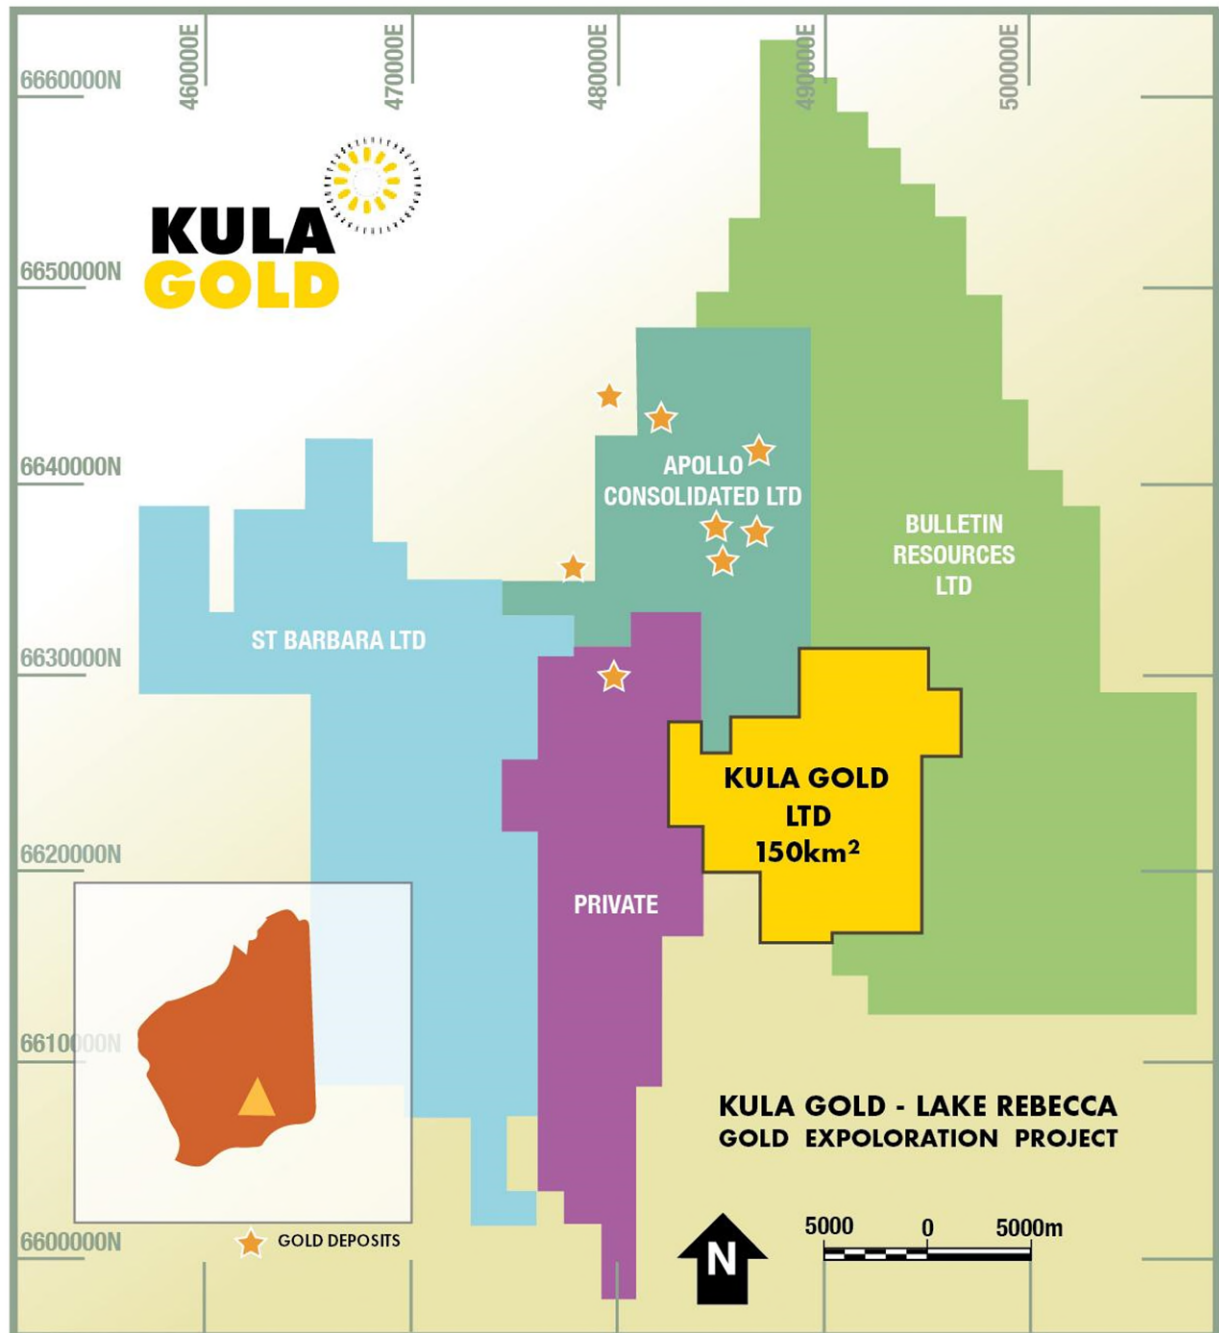 460000E
470000E
480000E
490000E
500000E
6660000N
KULA
GOLD
6650000N
6640000N
APOLLO
CONSOLIDATED LTD
BULLETIN
RESOURCES
LTD
ST BARBARA LTD
6630000N
KULA GOLD
LTD
150km²
6620000N
PRIVATE
6610000N
KULA GOLD - LAKE REBECCA
GOLD EXPOLORATION PROJECT
6600000N
GOLD DEPOSITS
N
5000 0 5000m